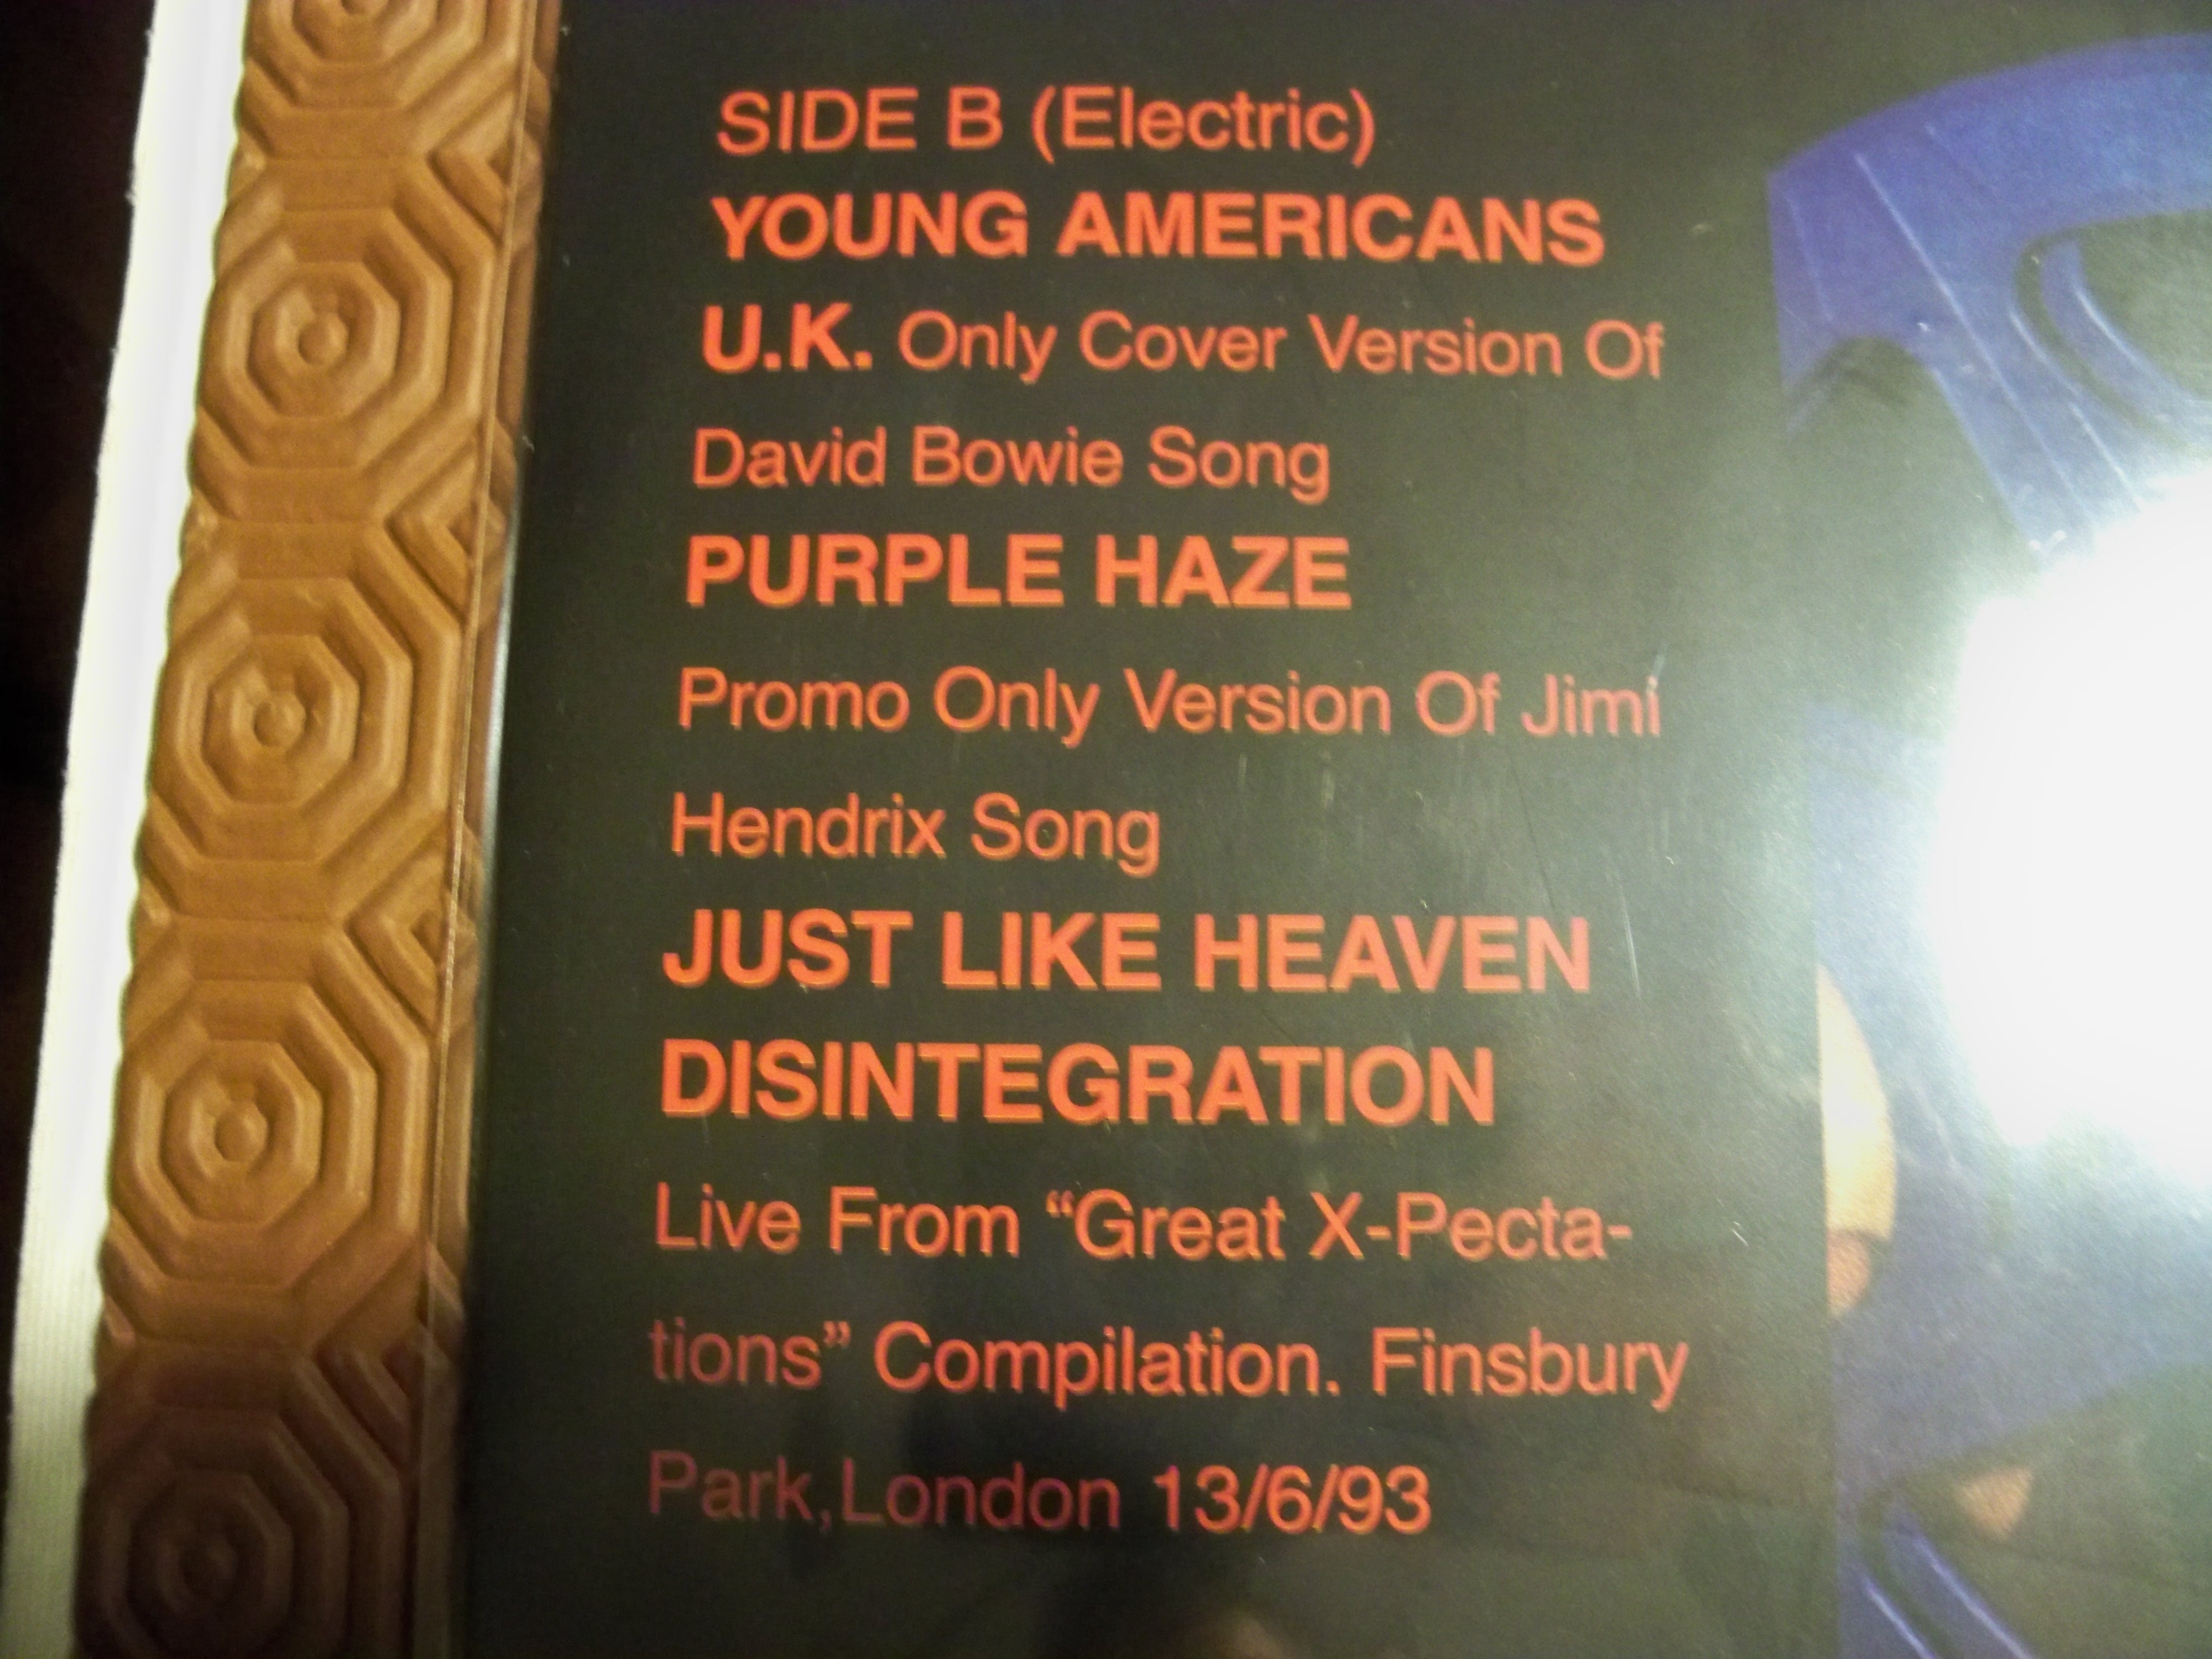 SIDE B (Electric)
YOUNG AMERICANS
U.K. Only Cover Version Of
David Bowie Song
PURPLE HAZE
Promo Only Version Of Jimi
Hendrix Song
JUST LIKE HEAVEN
DISINTEGRATION
Live From “Great X-Pecta-
tions” Compilation. Finsbury
Park,London 13/6/93